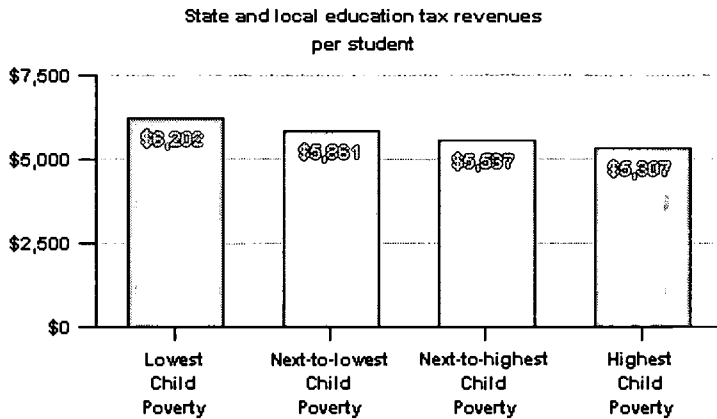 State and local education tax revenues
per student
$7,500
$5,000
$2,500
$0
$6,202
$5,861
$5,537
$5,307
Lowest
Child
Poverty
Next-to-lowest
Child
Poverty
Next-to-highest
Child
Poverty
Highest
Child
Poverty